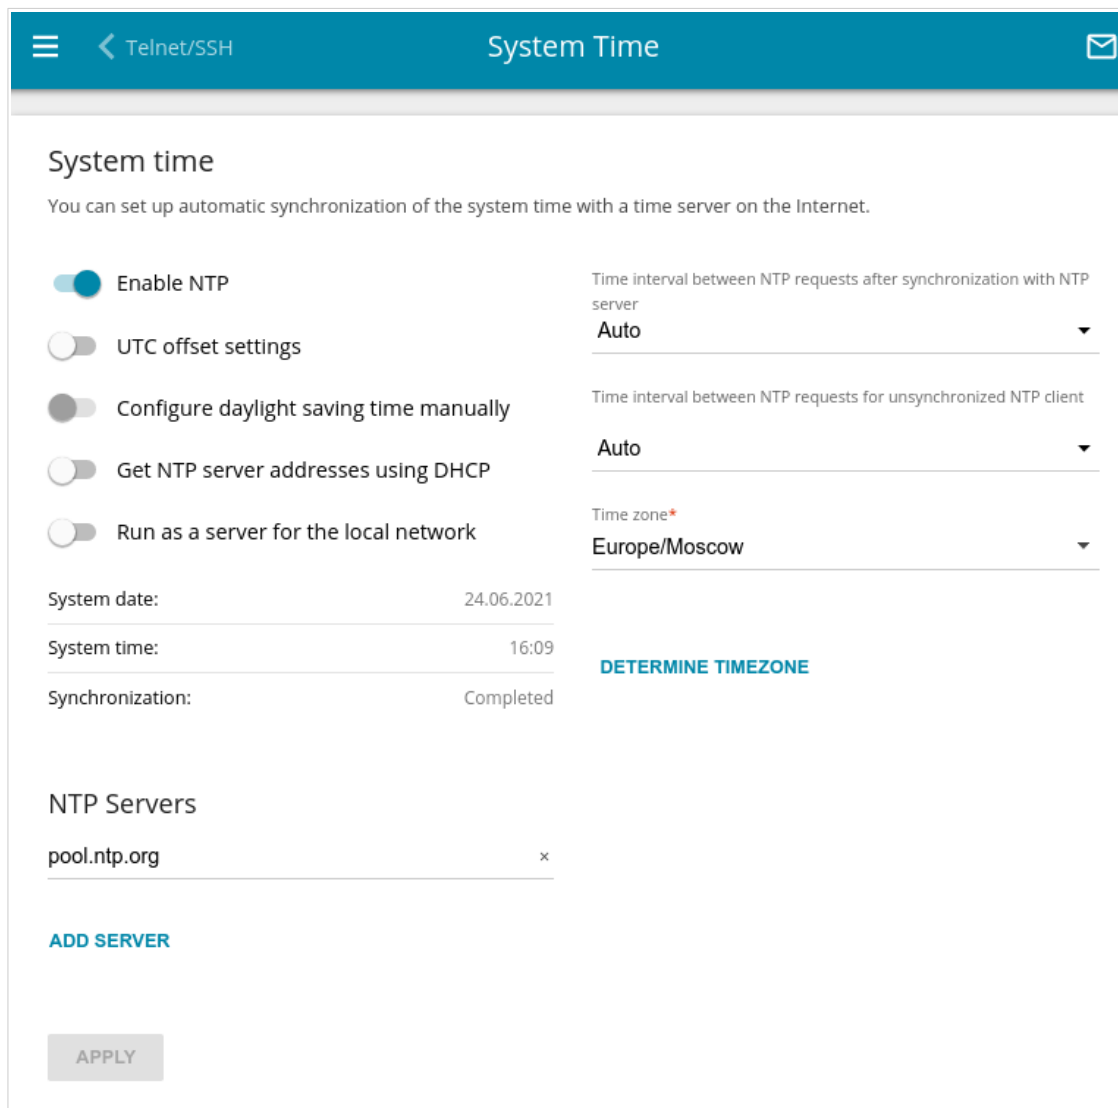 Telnet/SSH
System Time
System time
You can set up automatic synchronization of the system time with a time server on the Internet.
Enable NTP
UTC offset settings
Configure daylight saving time manually
Get NTP server addresses using DHCP
Run as a server for the local network
System date: 24.06.2021
System time: 16:09
Synchronization: Completed
Time interval between NTP requests after synchronization with NTP
server
Auto
Time interval between NTP requests for unsynchronized NTP client
Auto
Time zone*
Europe/Moscow
DETERMINE TIMEZONE
NTP Servers
pool.ntp.org ×
ADD SERVER
APPLY